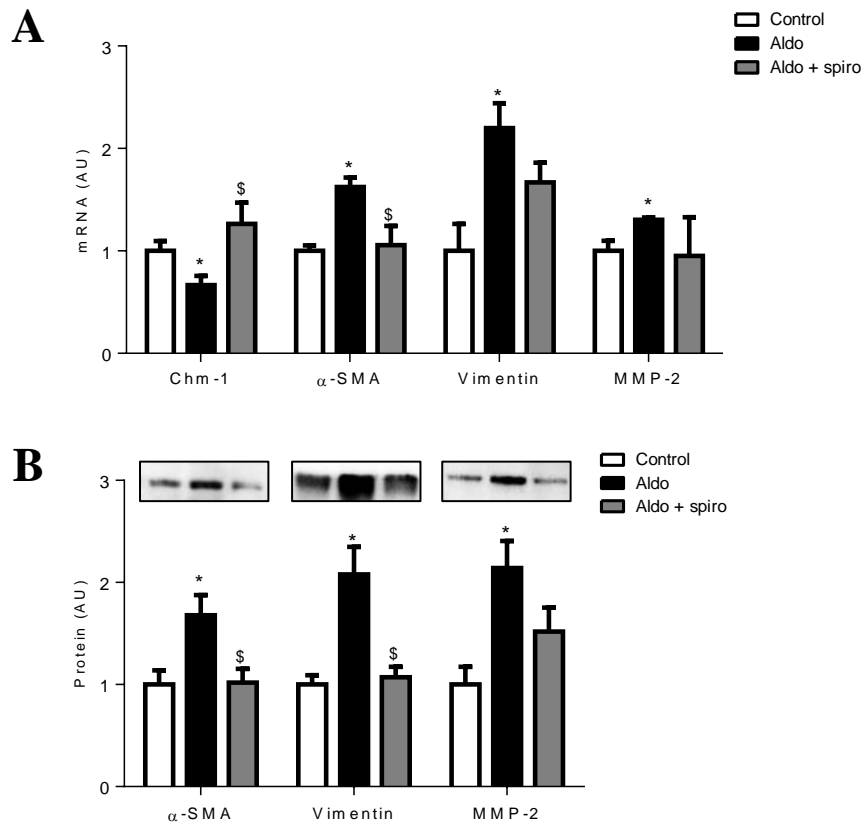 A
Control
Aldo
Aldo + spiro
3
2
1
0
mRNA (AU)
*
$
*
$
*
*
Chm-1
α-SMA
Vimentin
MMP-2
B
Control
Aldo
Aldo + spiro
3
2
1
0
Protein (AU)
*
$
*
$
*
α-SMA
Vimentin
MMP-2